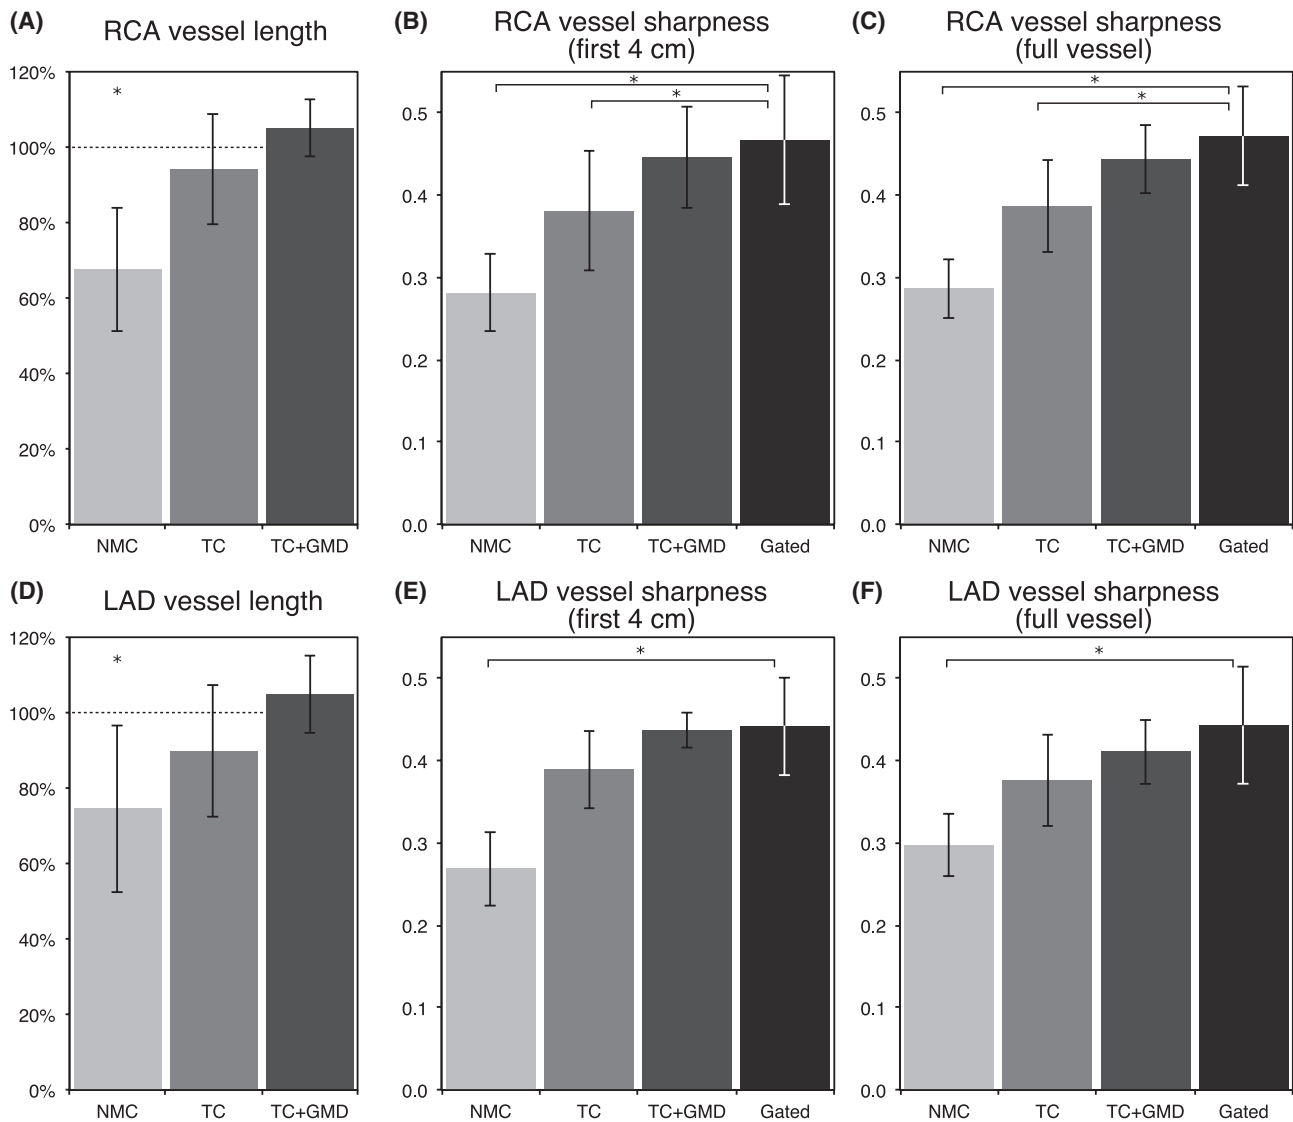 (A) RCA vessel length
120%
*
100%
80%
60%
40%
20%
0%
NMC TC TC+GMD
(B) RCA vessel sharpness
(first 4 cm)
*
*
0.5
0.4
0.3
0.2
0.1
0.0
NMC TC TC+GMD Gated
(C) RCA vessel sharpness
(full vessel)
*
*
0.5
0.4
0.3
0.2
0.1
0.0
NMC TC TC+GMD Gated
(D) LAD vessel length
120%
*
100%
80%
60%
40%
20%
0%
NMC TC TC+GMD
(E) LAD vessel sharpness
(first 4 cm)
*
0.5
0.4
0.3
0.2
0.1
0.0
NMC TC TC+GMD Gated
(F) LAD vessel sharpness
(full vessel)
*
0.5
0.4
0.3
0.2
0.1
0.0
NMC TC TC+GMD Gated